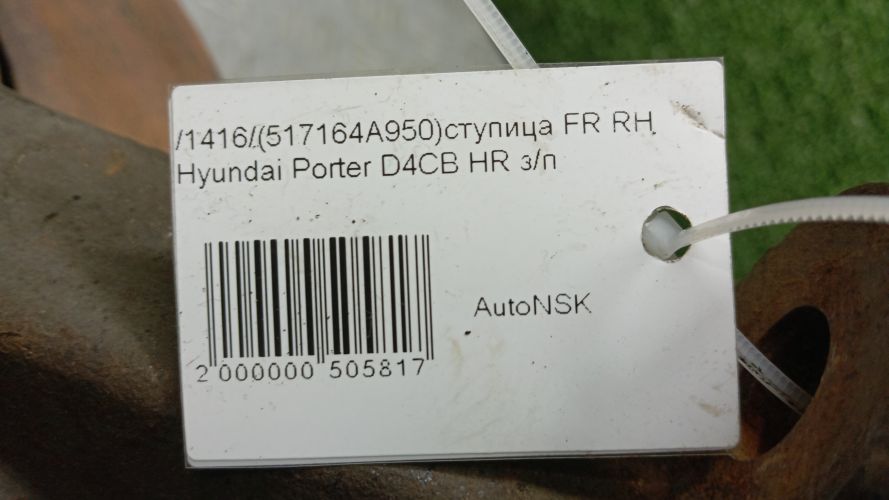 /1416/(517164A950)ступица FR RH
Hyundai Porter D4CB HR з/п
AutoNSK
2 000000 505817